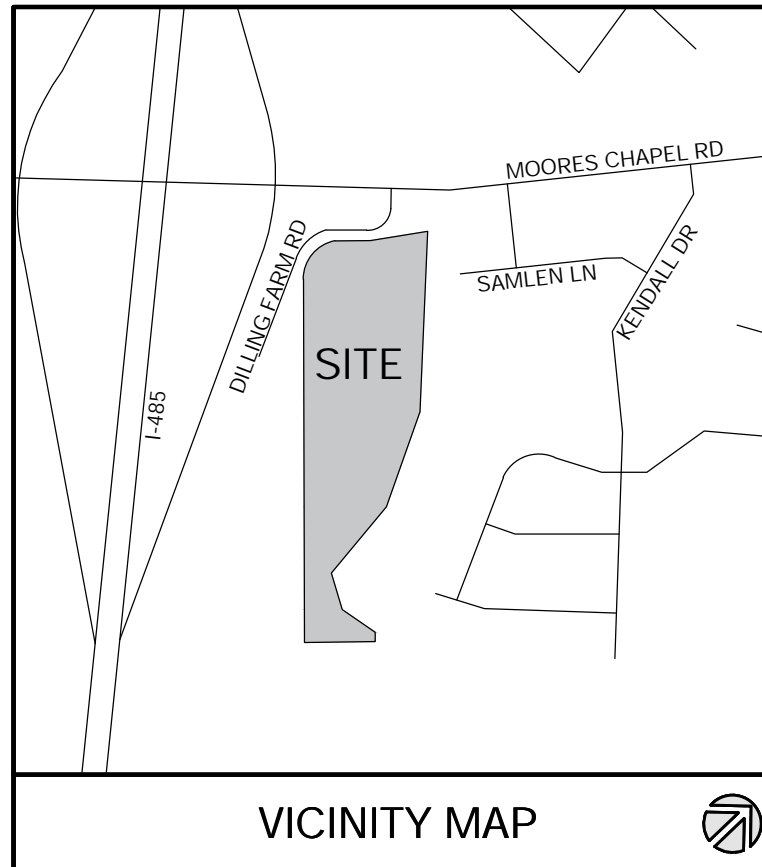 MOORES CHAPEL RD
SAMLEN LN
KENDALL DR
DILLING FARM RD
SITE
I-485
VICINITY MAP